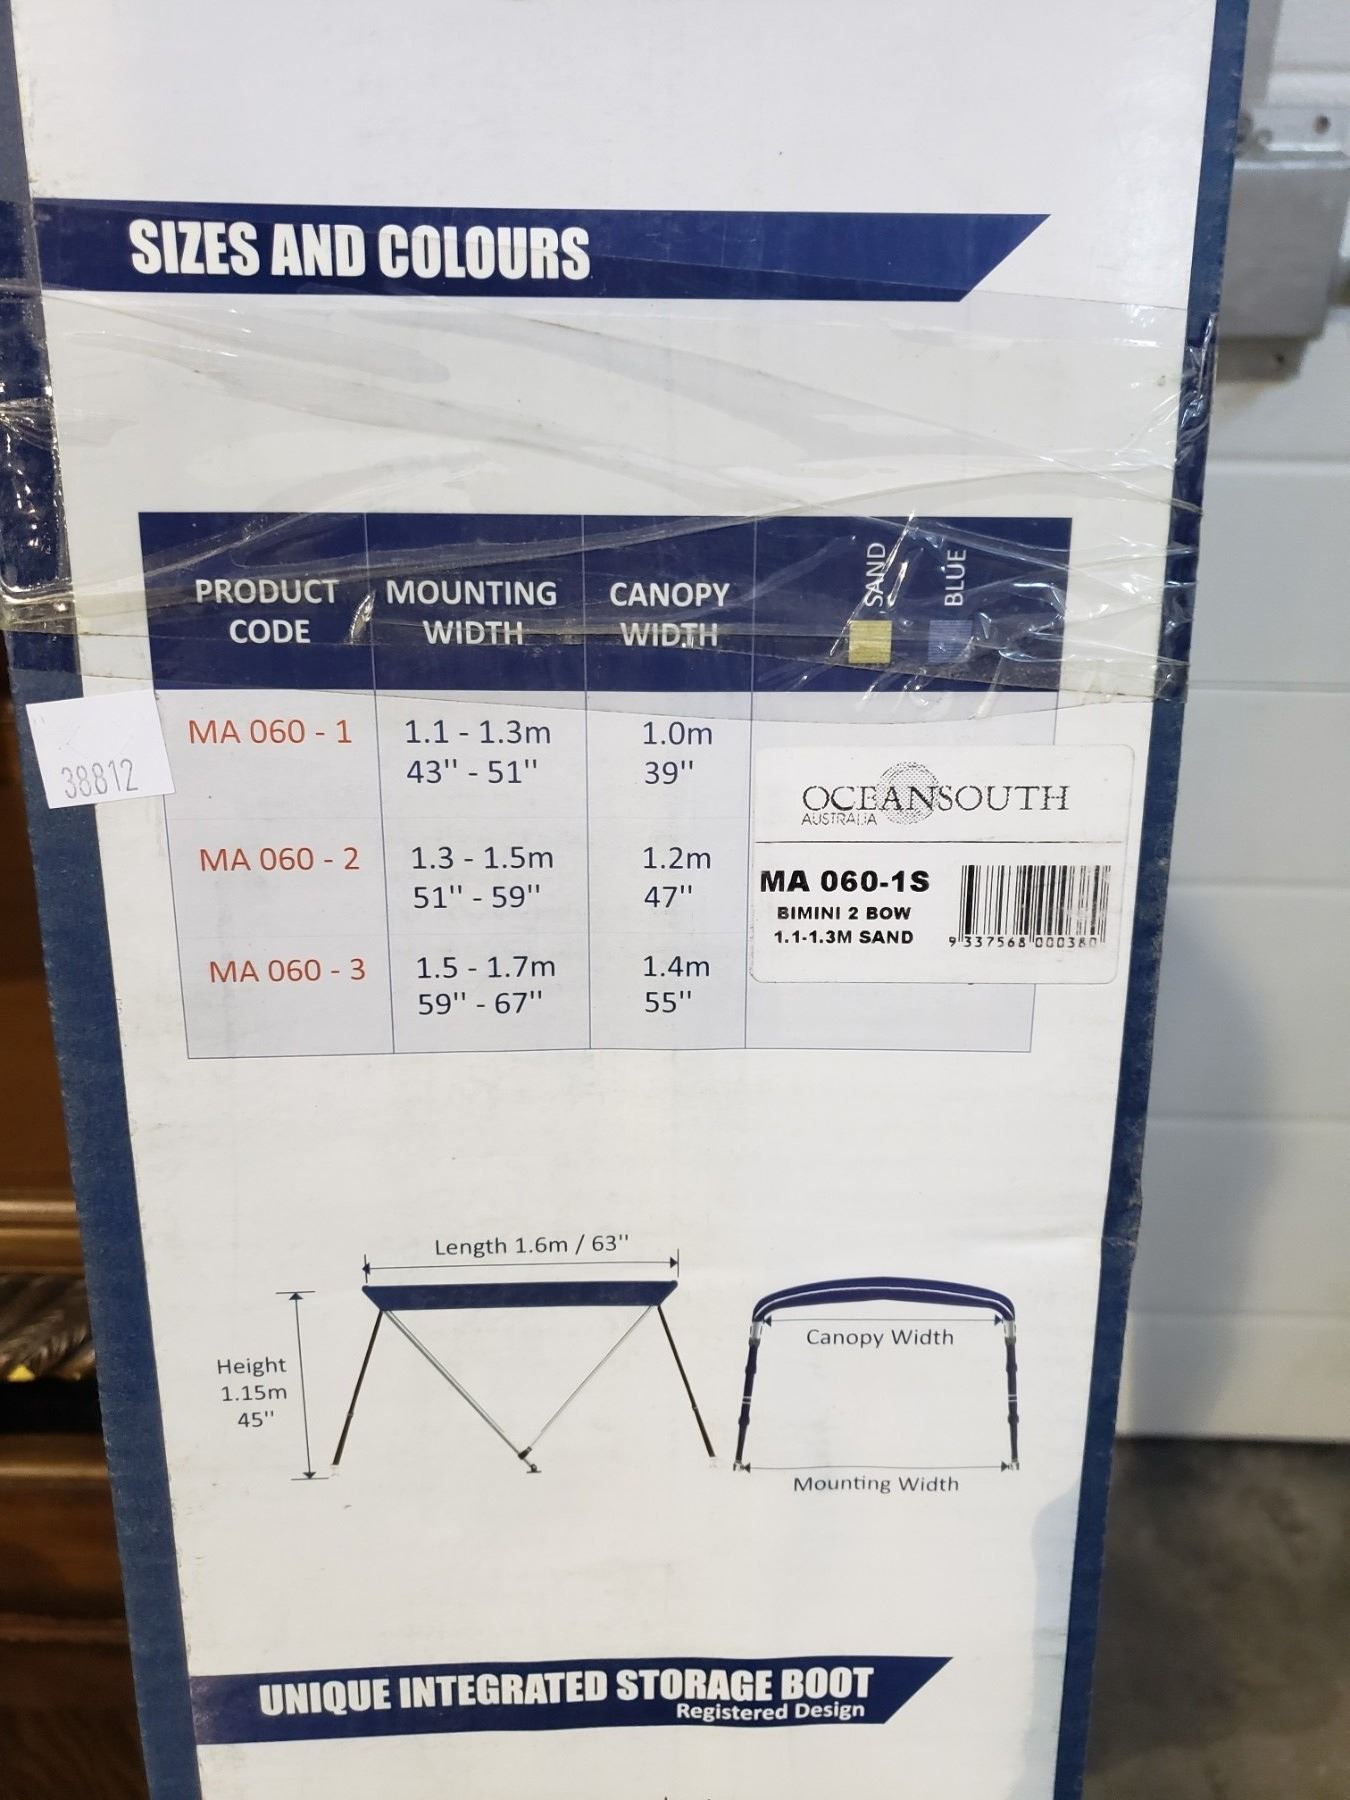 SIZES AND COLOURS
PRODUCT CODE
MOUNTING WIDTH
CANOPY WIDTH
SAND
BLUE
MA 060 - 1
1.1 - 1.3m
43" - 51"
1.0m
39"
MA 060 - 2
1.3 - 1.5m
51" - 59"
1.2m
47"
MA 060 - 3
1.5 - 1.7m
59" - 67"
1.4m
55"
38812
OCEANSOUTH
AUSTRALIA
MA 060-1S
BIMINI 2 BOW
1.1-1.3M SAND
9 337568 000380
Length 1.6m / 63"
Height
1.15m
45"
Canopy Width
Mounting Width
UNIQUE INTEGRATED STORAGE BOOT
Registered Design